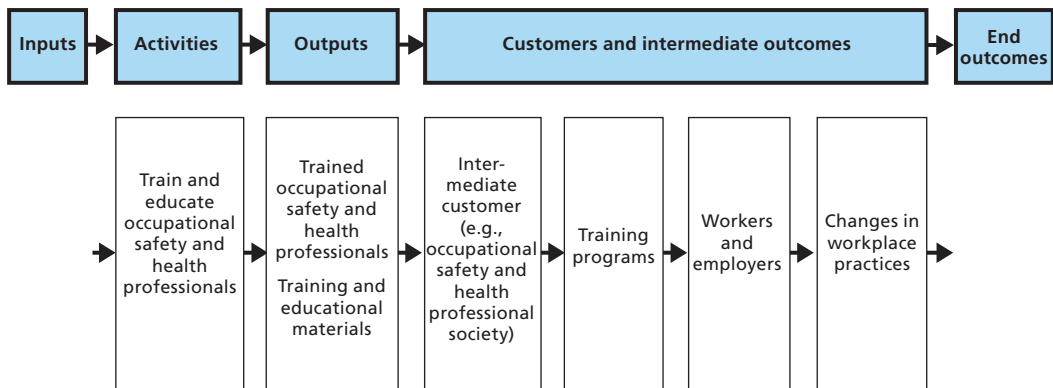 Inputs
Activities
Outputs
Customers and intermediate outcomes
End
outcomes
Train and
educate
occupational
safety and
health
professionals
Trained
occupational
safety and
health
professionals
Training and
educational
materials
Inter-
mediate
customer
(e.g.,
occupational
safety and
health
professional
society)
Training
programs
Workers
and
employers
Changes in
workplace
practices